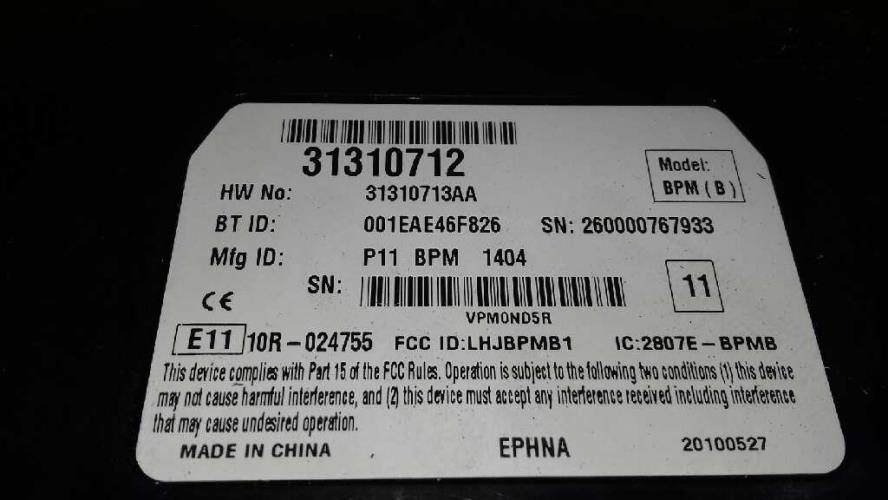 31310712
Model:
BPM ( B )
HW No: 31310713AA
BT ID: 001EAE46F826 SN: 260000767933
Mfg ID: P11 BPM 1404
SN:
11
VPM0ND5R
CE
E11 10R-024755 FCC ID:LHJBPMB1 IC:2807E-BPMB
This device complies with Part 15 of the FCC Rules. Operation is subject to the following two conditions (1) this device
may not cause harmful interference, and (2) this device must accept any interference received including interference
that may cause undesired operation.
MADE IN CHINA EPHNA 20100527